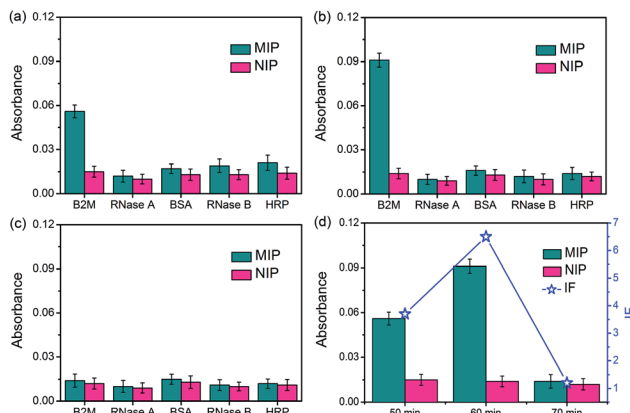 (a)
0.12
0.09
0.06
0.03
0.00
Absorbance
MIP
NIP
B2M RNase A BSA RNase B HRP
(b)
0.12
0.09
0.06
0.03
0.00
Absorbance
MIP
NIP
B2M RNase A BSA RNase B HRP
(c)
0.12
0.09
0.06
0.03
0.00
Absorbance
MIP
NIP
B2M RNase A BSA RNase B HRP
(d)
0.12
0.09
0.06
0.03
0.00
Absorbance
MIP
NIP
IF
7
6
5
4
3
2
1
IF
50 min 60 min 70 min